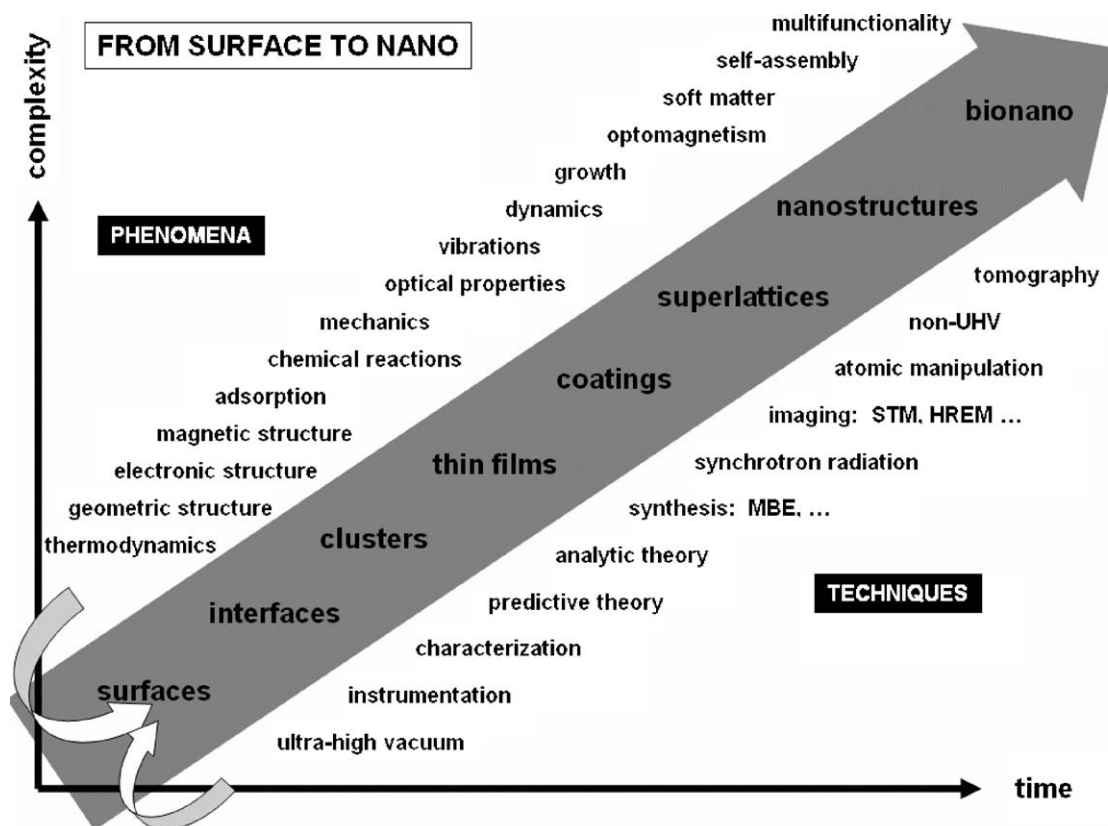 complexity
FROM SURFACE TO NANO
PHENOMENA
multifunctionality
self-assembly
soft matter
optomagnetism
growth
dynamics
vibrations
optical properties
mechanics
chemical reactions
adsorption
magnetic structure
electronic structure
geometric structure
thermodynamics
bionano
nanostructures
superlattices
coatings
thin films
clusters
interfaces
surfaces
tomography
non-UHV
atomic manipulation
imaging: STM, HREM ...
synchrotron radiation
synthesis: MBE, ...
analytic theory
predictive theory
characterization
instrumentation
ultra-high vacuum
TECHNIQUES
time